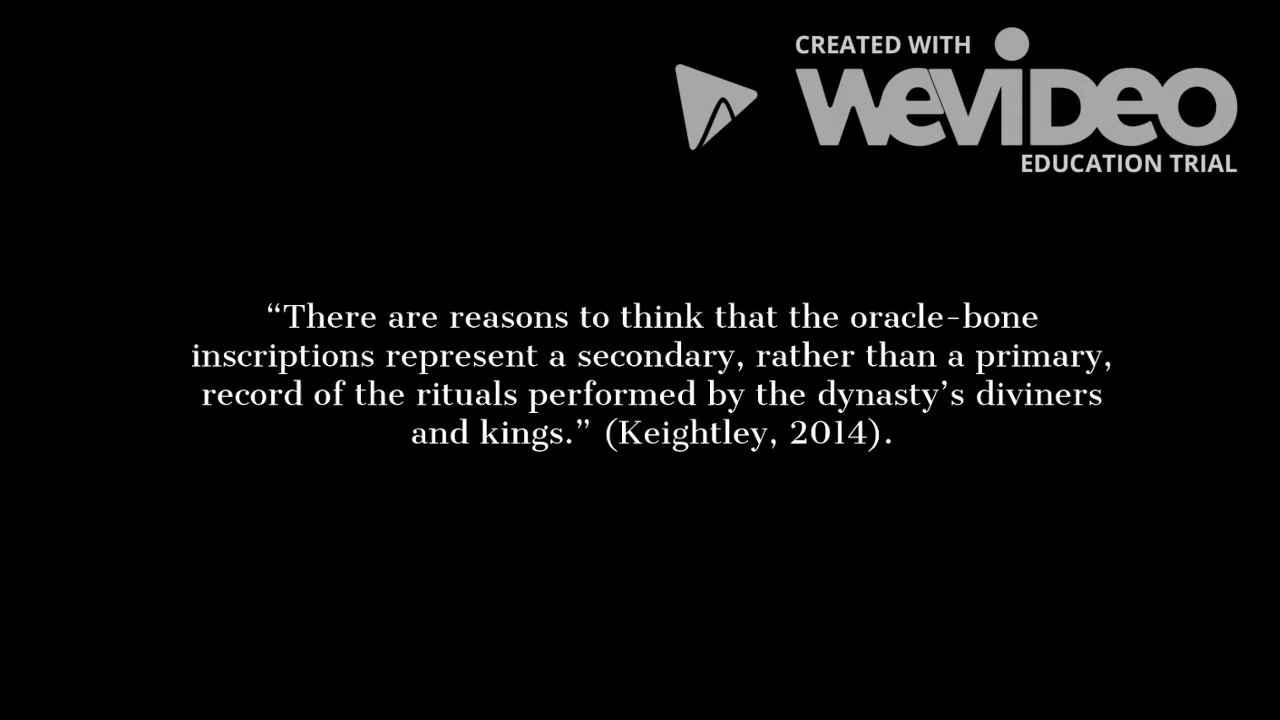 CREATED WITH
WEVIDEO
EDUCATION TRIAL
“There are reasons to think that the oracle-bone
inscriptions represent a secondary, rather than a primary,
record of the rituals performed by the dynasty’s diviners
and kings.” (Keightley, 2014).